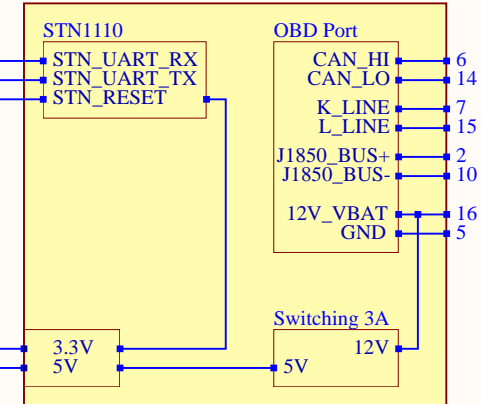 STN1110
STN_UART_RX
STN_UART_TX
STN_RESET
OBD Port
CAN_HI 6
CAN_LO 14
K_LINE 7
L_LINE 15
J1850_BUS+ 2
J1850_BUS- 10
12V_VBAT 16
GND 5
3.3V
5V
Switching 3A
12V
5V